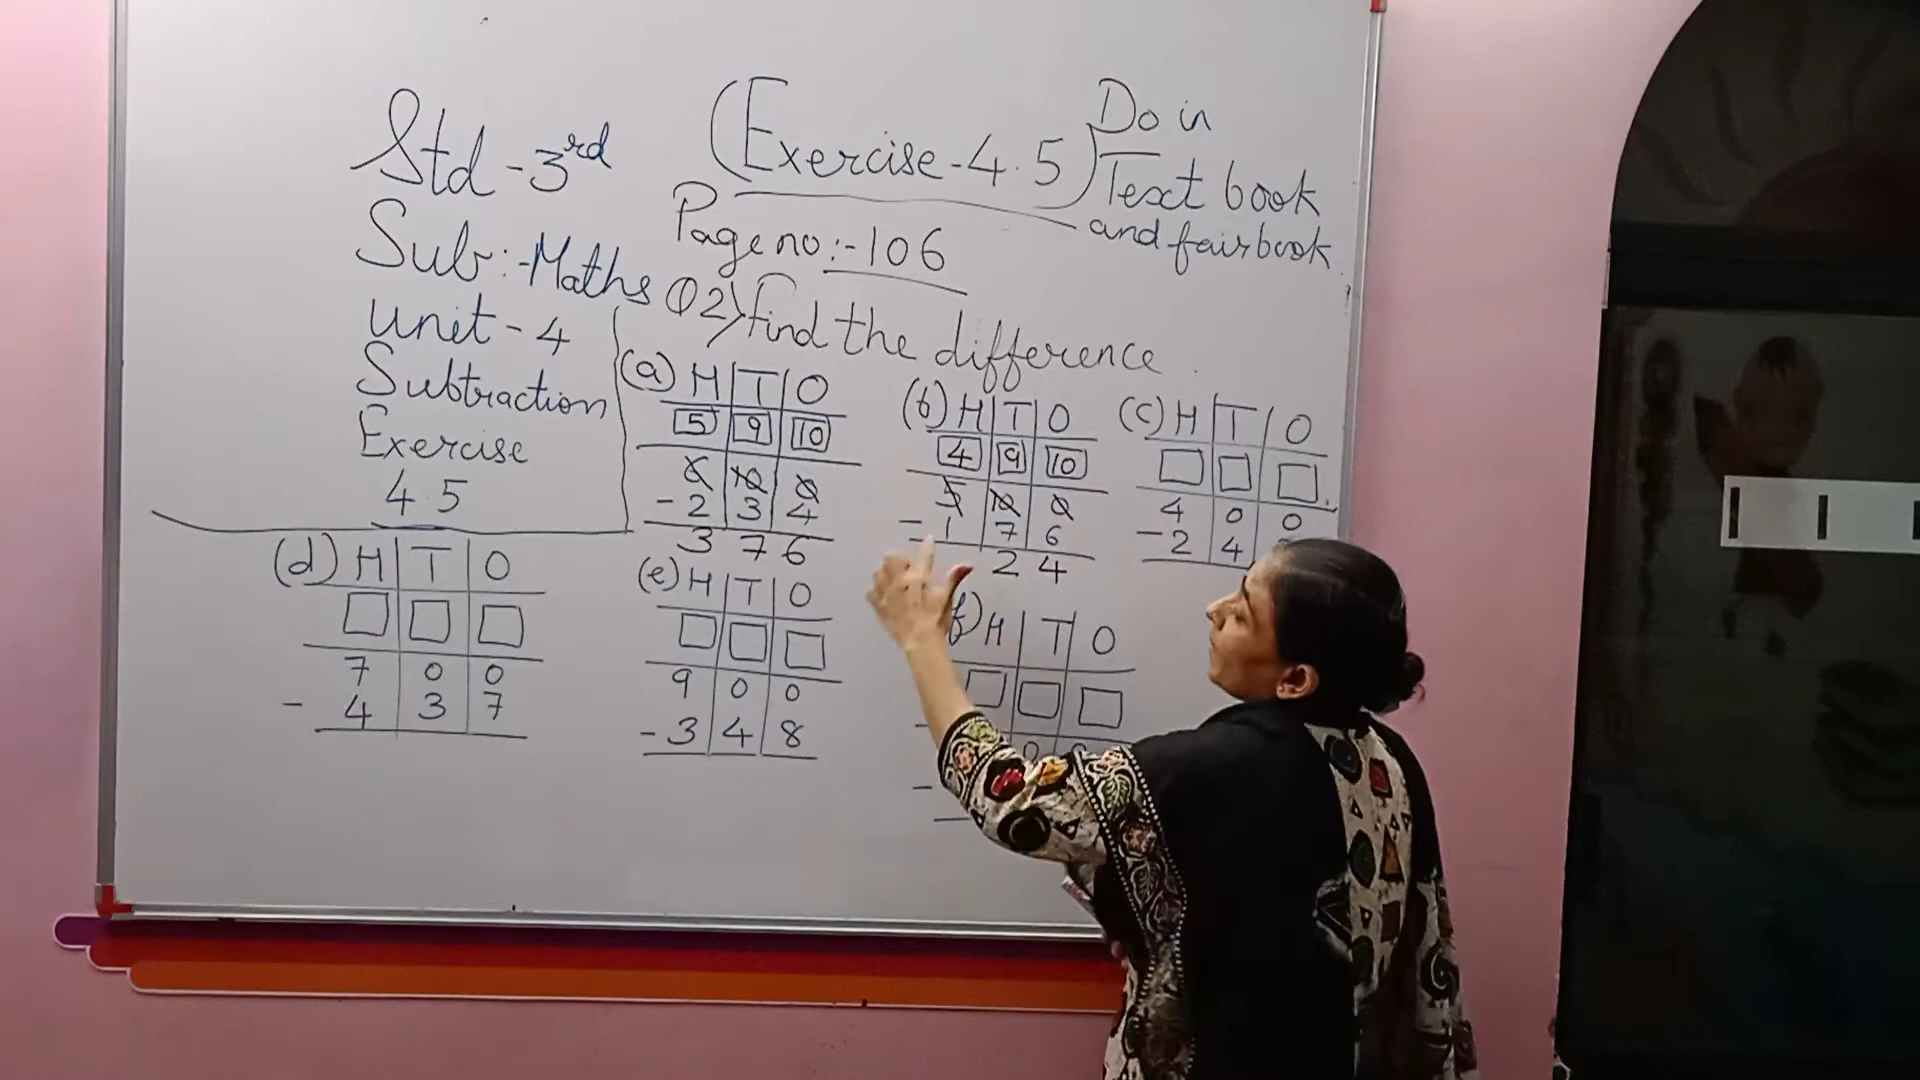 Std - 3rd
Sub :- Maths
Unit - 4
Subtraction
Exercise
4.5
(Exercise - 4.5)
Do in
Text book
and fairbook
Page no :- 106
Q2) find the difference.
(a) H T O
5 9 10
6 10 0
- 2 3 4
3 7 6
(b) H T O
4 9 10
5 10 0
- 1 7 6
2 4
(c) H T O
4 0 0
- 2 4
(d) H T O
7 0 0
- 4 3 7
(e) H T O
9 0 0
- 3 4 8
(f) H T O
-